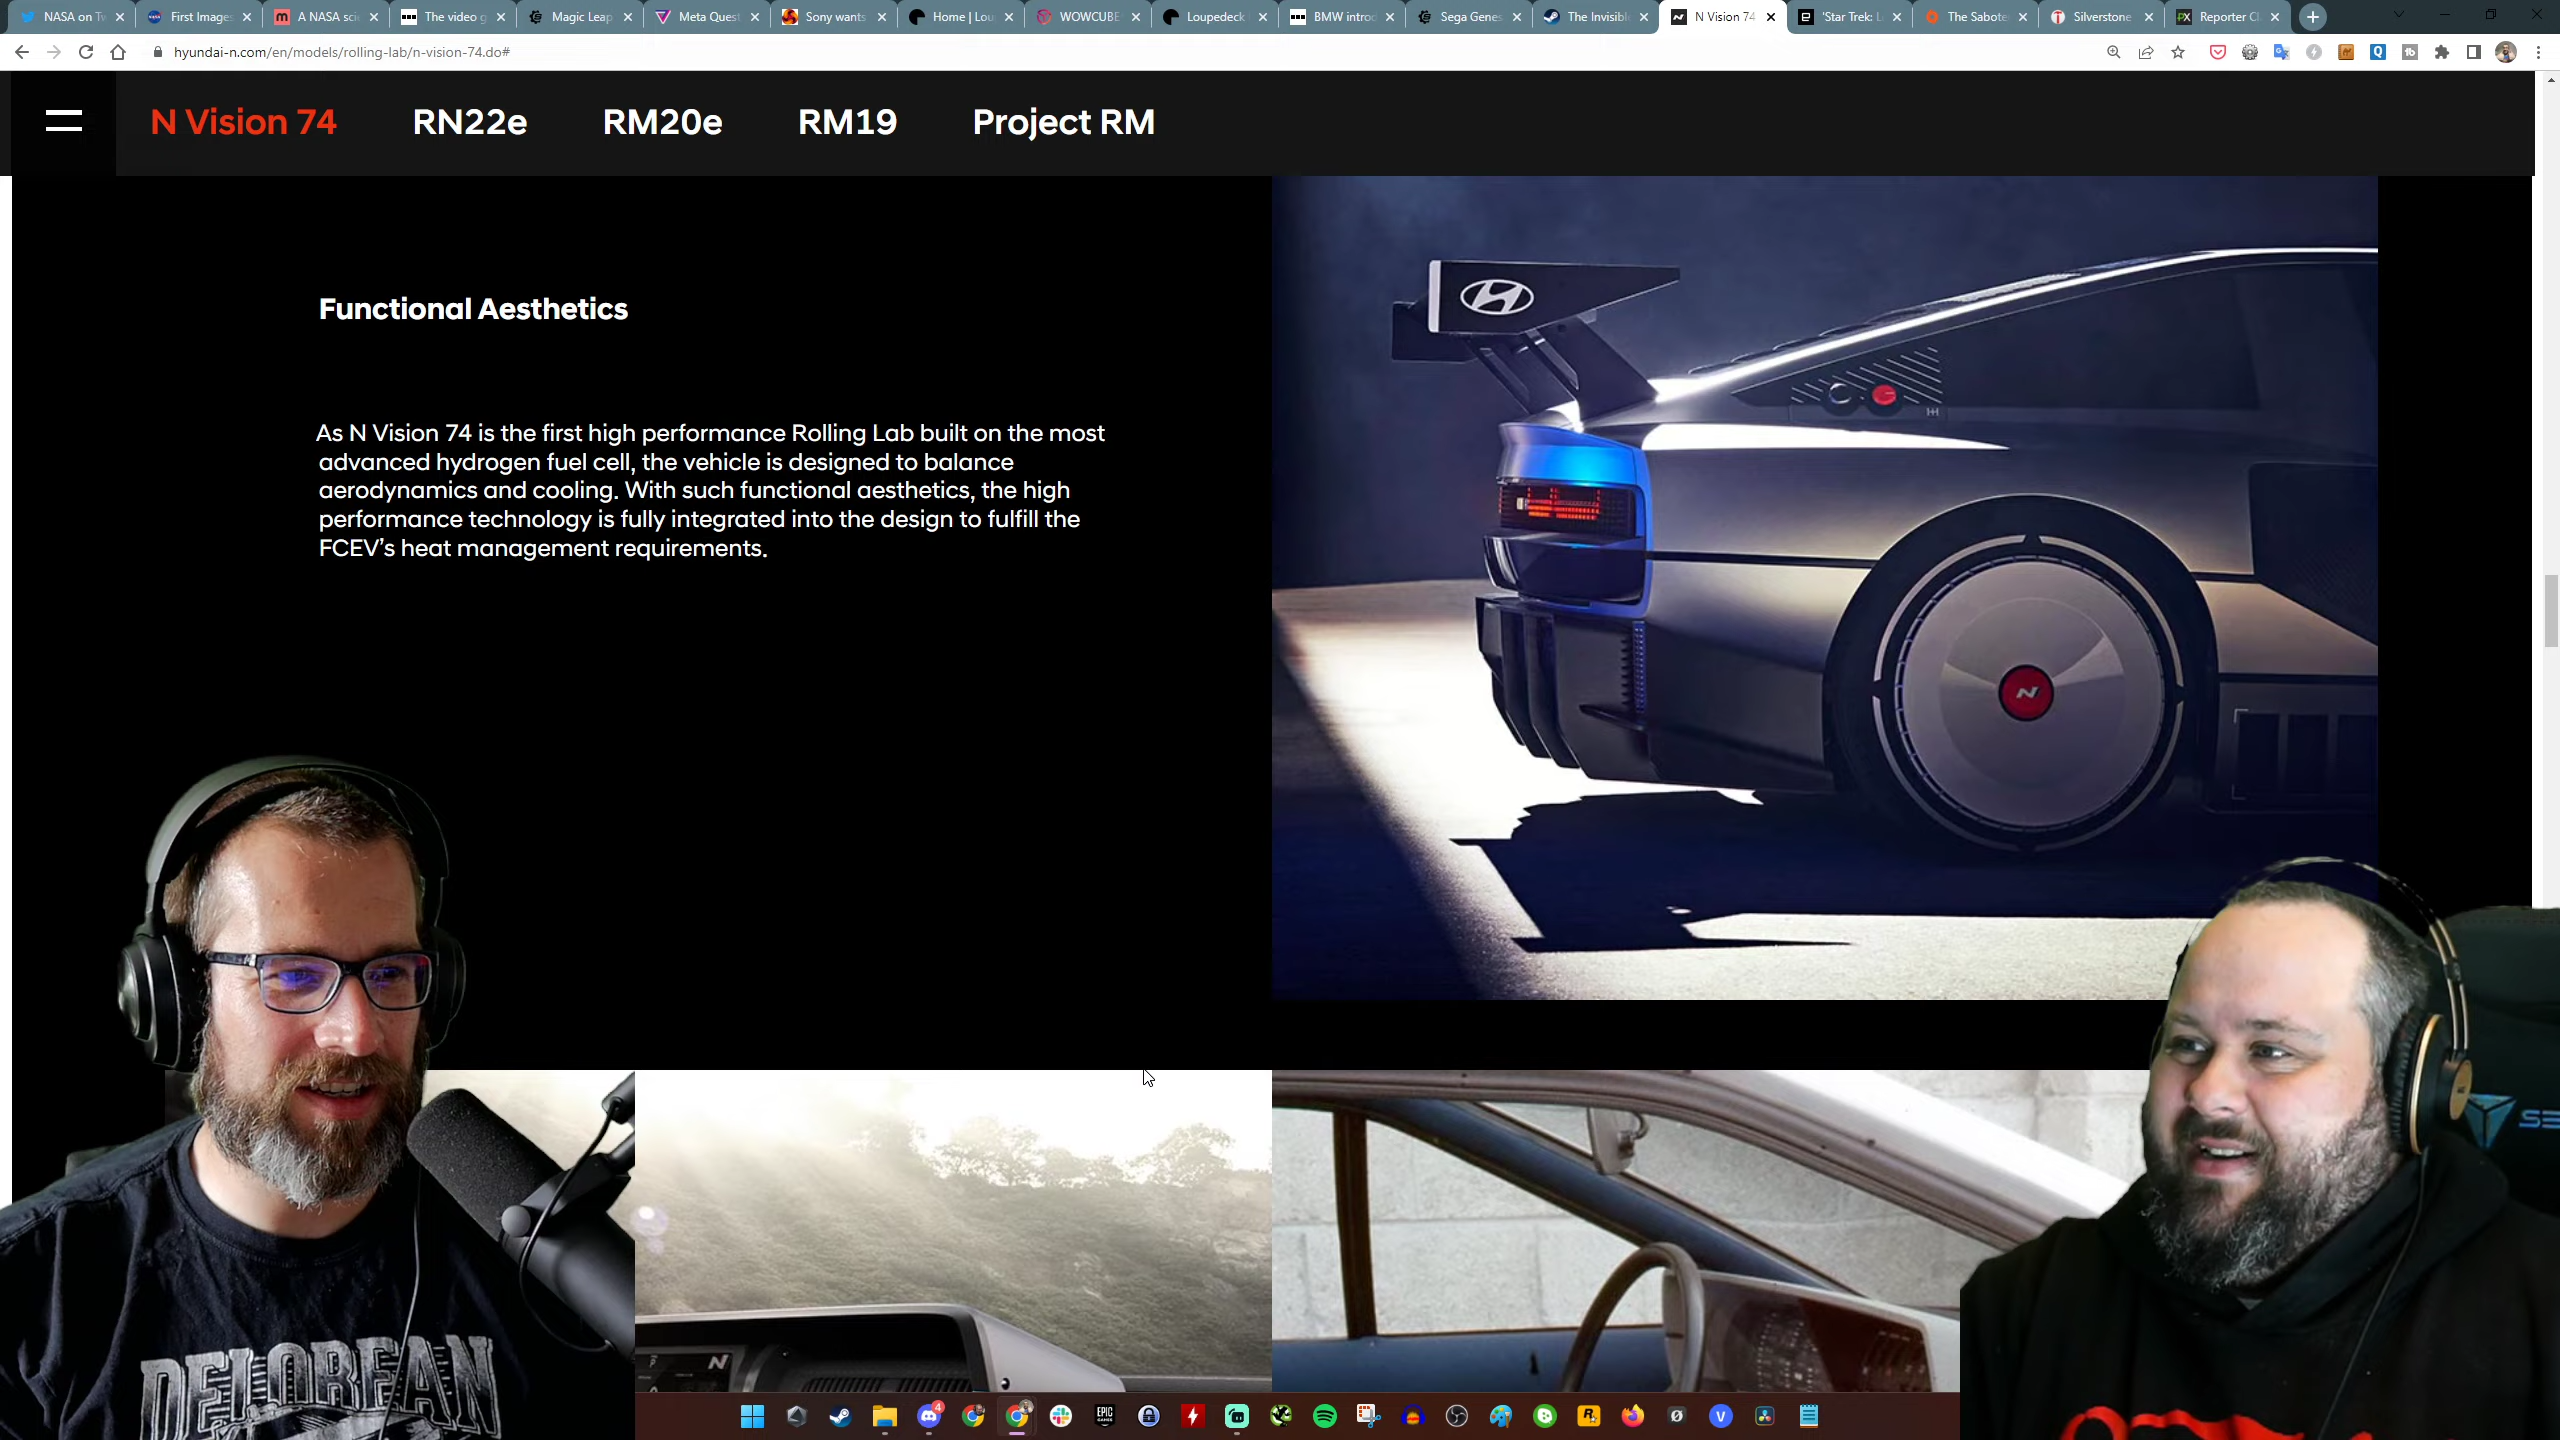 NASA on Tw
First Images
A NASA sci
The video g
Magic Leap
Meta Quest
Sony wants
Home | Lou
WOWCUBE
Loupedeck
BMW introd
Sega Genes
The Invisibl
N Vision 74
'Star Trek: L
The Sabote
Silverstone
Reporter Cl
hyundai-n.com/en/models/rolling-lab/n-vision-74.do#
N Vision 74
RN22e
RM20e
RM19
Project RM
Functional Aesthetics
As N Vision 74 is the first high performance Rolling Lab built on the most
advanced hydrogen fuel cell, the vehicle is designed to balance
aerodynamics and cooling. With such functional aesthetics, the high
performance technology is fully integrated into the design to fulfill the
FCEV's heat management requirements.
N
N
DELOREAN
4
EPIC
GAMES